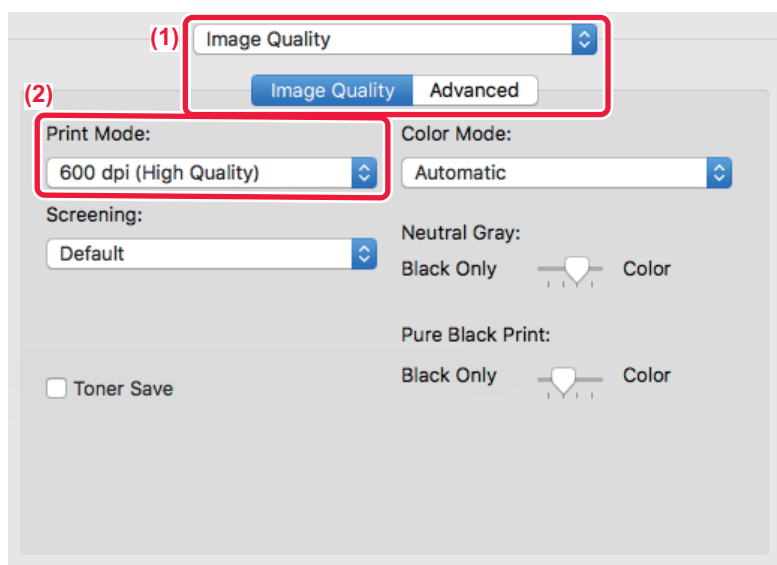 (1)
Image Quality
Image Quality Advanced
(2)
Print Mode:
600 dpi (High Quality)
Screening:
Default
Toner Save
Color Mode:
Automatic
Neutral Gray:
Black Only Color
Pure Black Print:
Black Only Color